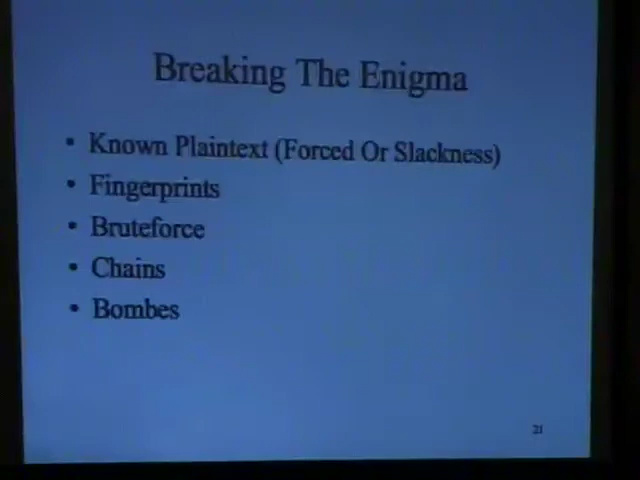 Breaking The Enigma
• Known Plaintext (Forced Or Slackness)
• Fingerprints
• Bruteforce
• Chains
• Bombes
21